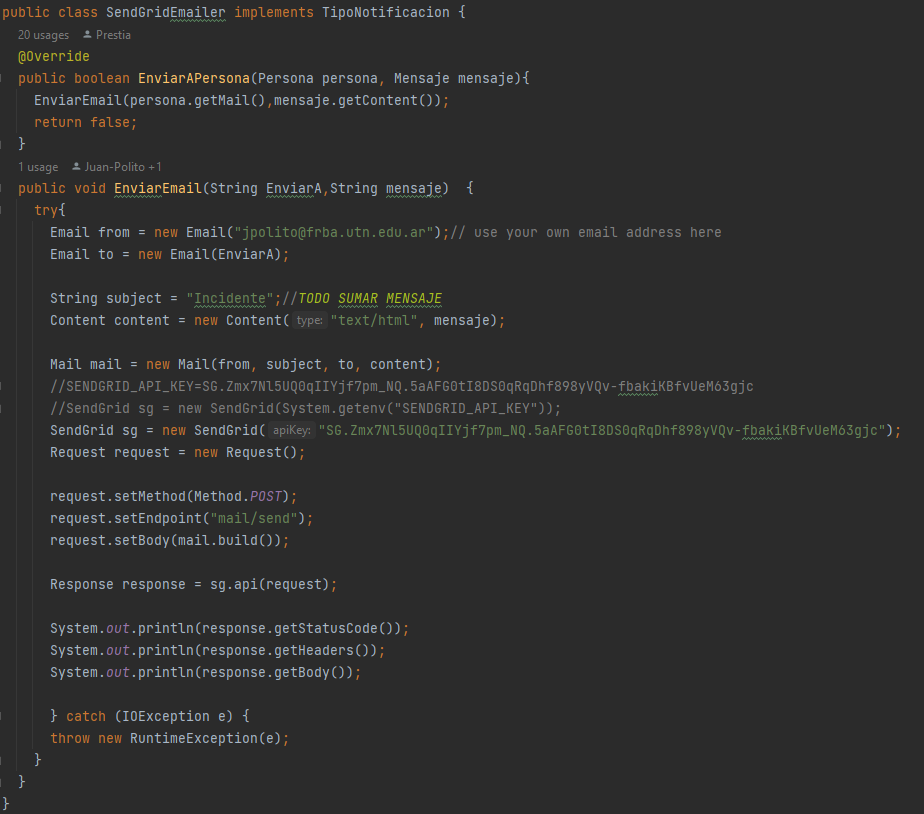 public class SendGridEmailer implements TipoNotificacion {
20 usages Prestia
@Override
public boolean EnviarAPersona(Persona persona, Mensaje mensaje){
EnviarEmail(persona.getMail(),mensaje.getContent());
return false;
}
1 usage Juan-Polito +1
public void EnviarEmail(String EnviarA,String mensaje) {
try{
Email from = new Email("jpolito@frba.utn.edu.ar");// use your own email address here
Email to = new Email(EnviarA);
String subject = "Incidente";//TODO SUMAR MENSAJE
Content content = new Content( type: "text/html", mensaje);
Mail mail = new Mail(from, subject, to, content);
//SENDGRID_API_KEY=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
//SendGrid sg = new SendGrid(System.getenv("SENDGRID_API_KEY"));
SendGrid sg = new SendGrid( apiKey: "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");
Request request = new Request();
request.setMethod(Method.POST);
request.setEndpoint("mail/send");
request.setBody(mail.build());
Response response = sg.api(request);
System.out.println(response.getStatusCode());
System.out.println(response.getHeaders());
System.out.println(response.getBody());
} catch (IOException e) {
throw new RuntimeException(e);
}
}
}